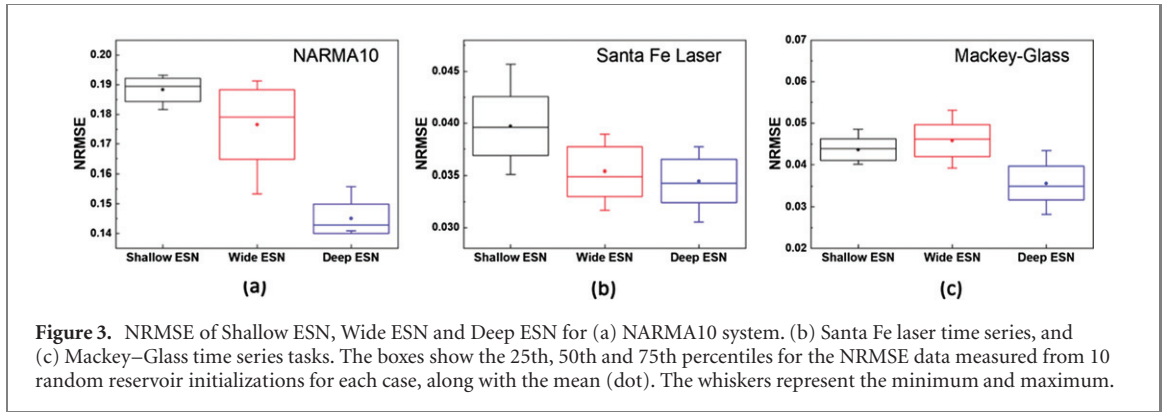 NARMA10
0.20
0.19
0.18
0.17
0.16
0.15
0.14
NRMSE
Shallow ESN Wide ESN Deep ESN
(a)
Santa Fe Laser
0.045
0.040
0.035
0.030
NRMSE
Shallow ESN Wide ESN Deep ESN
(b)
Mackey-Glass
0.07
0.06
0.05
0.04
0.03
0.02
NRMSE
Shallow ESN Wide ESN Deep ESN
(c)
Figure 3. NRMSE of Shallow ESN, Wide ESN and Deep ESN for (a) NARMA10 system. (b) Santa Fe laser time series, and
(c) Mackey–Glass time series tasks. The boxes show the 25th, 50th and 75th percentiles for the NRMSE data measured from 10
random reservoir initializations for each case, along with the mean (dot). The whiskers represent the minimum and maximum.